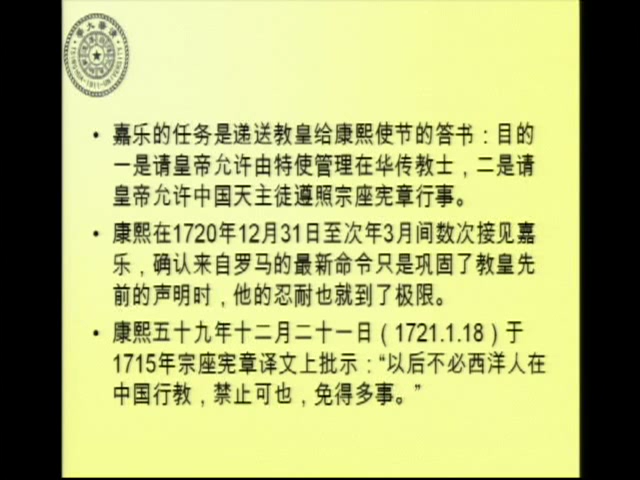 • 嘉乐的任务是递送教皇给康熙使节的答书：目的
一是请皇帝允许由特使管理在华传教士，二是请
皇帝允许中国天主徒遵照宗座宪章行事。
• 康熙在1720年12月31日至次年3月间数次接见嘉
乐，确认来自罗马的最新命令只是巩固了教皇先
前的声明时，他的忍耐也就到了极限。
• 康熙五十九年十二月二十一日（1721.1.18）于
1715年宗座宪章译文上批示：“以后不必西洋人在
中国行教，禁止可也，免得多事。”